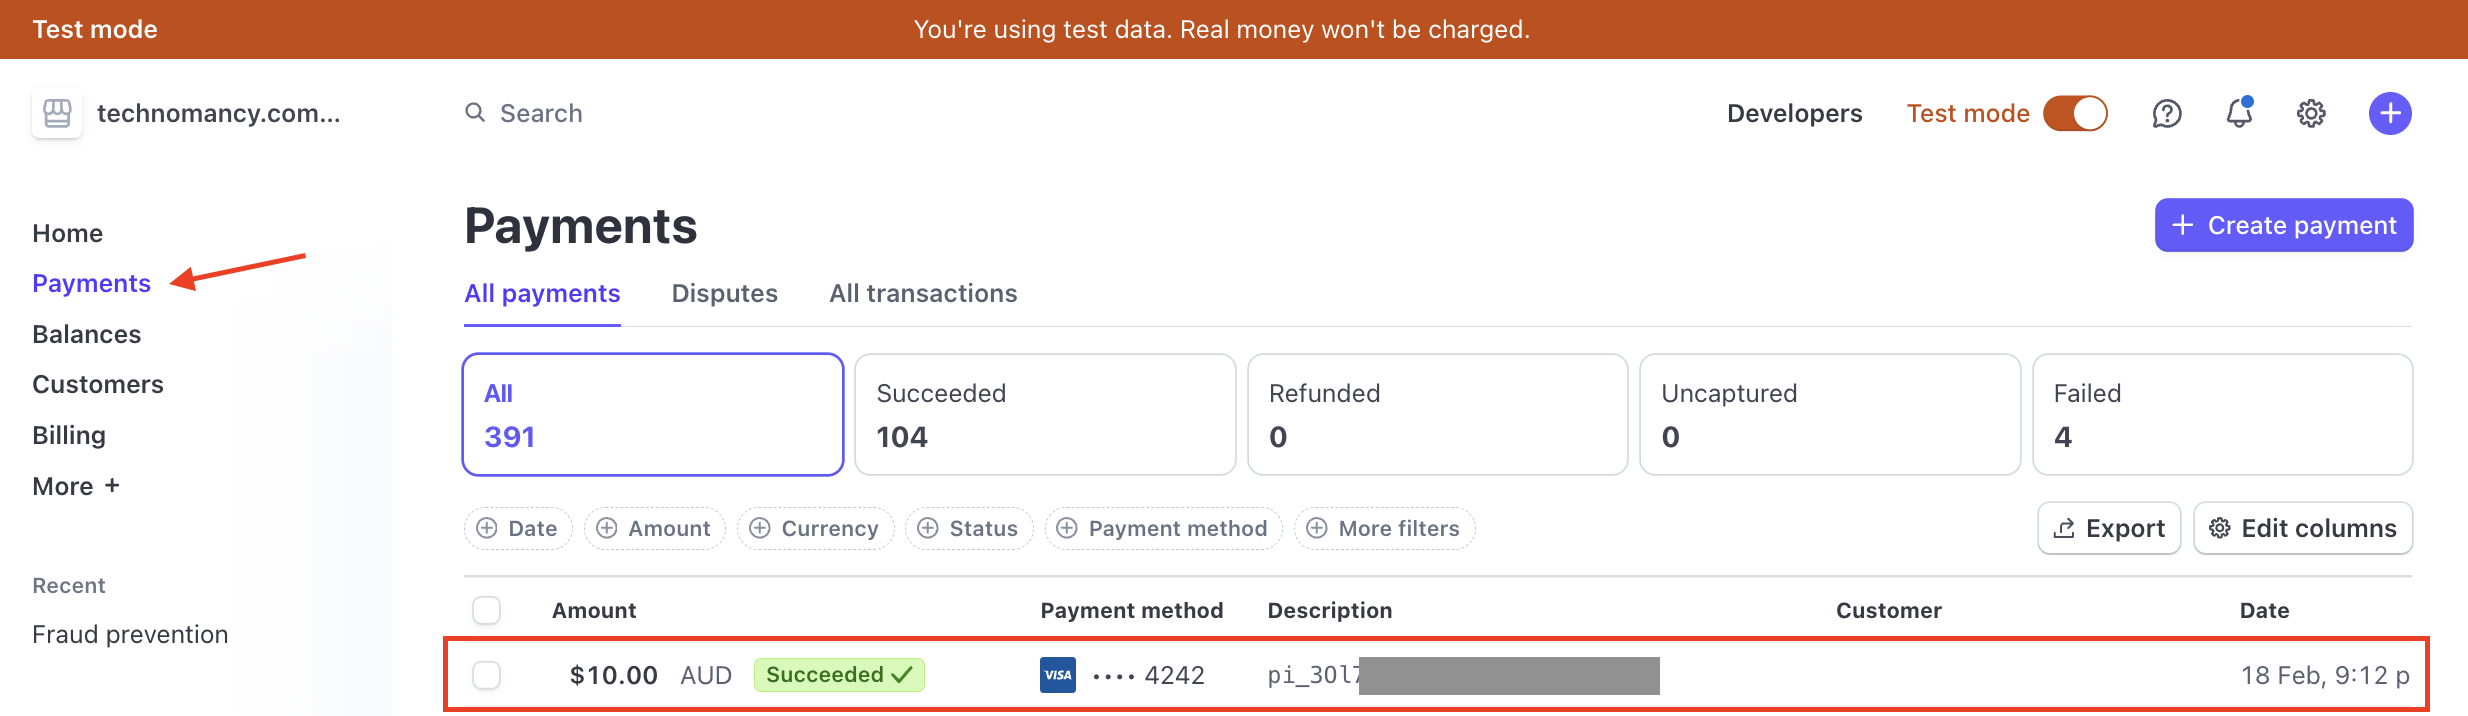 Test mode
You're using test data. Real money won't be charged.
technomancy.com...
Search
Developers
Test mode
Home
Payments
Balances
Customers
Billing
More +
Recent
Fraud prevention
Payments
+ Create payment
All payments
Disputes
All transactions
All
391
Succeeded
104
Refunded
0
Uncaptured
0
Failed
4
Date
Amount
Currency
Status
Payment method
More filters
Export
Edit columns
Amount Payment method Description Customer Date
$10.00 AUD Succeeded ✓ VISA •••• 4242 pi_3Ol7 18 Feb, 9:12 p